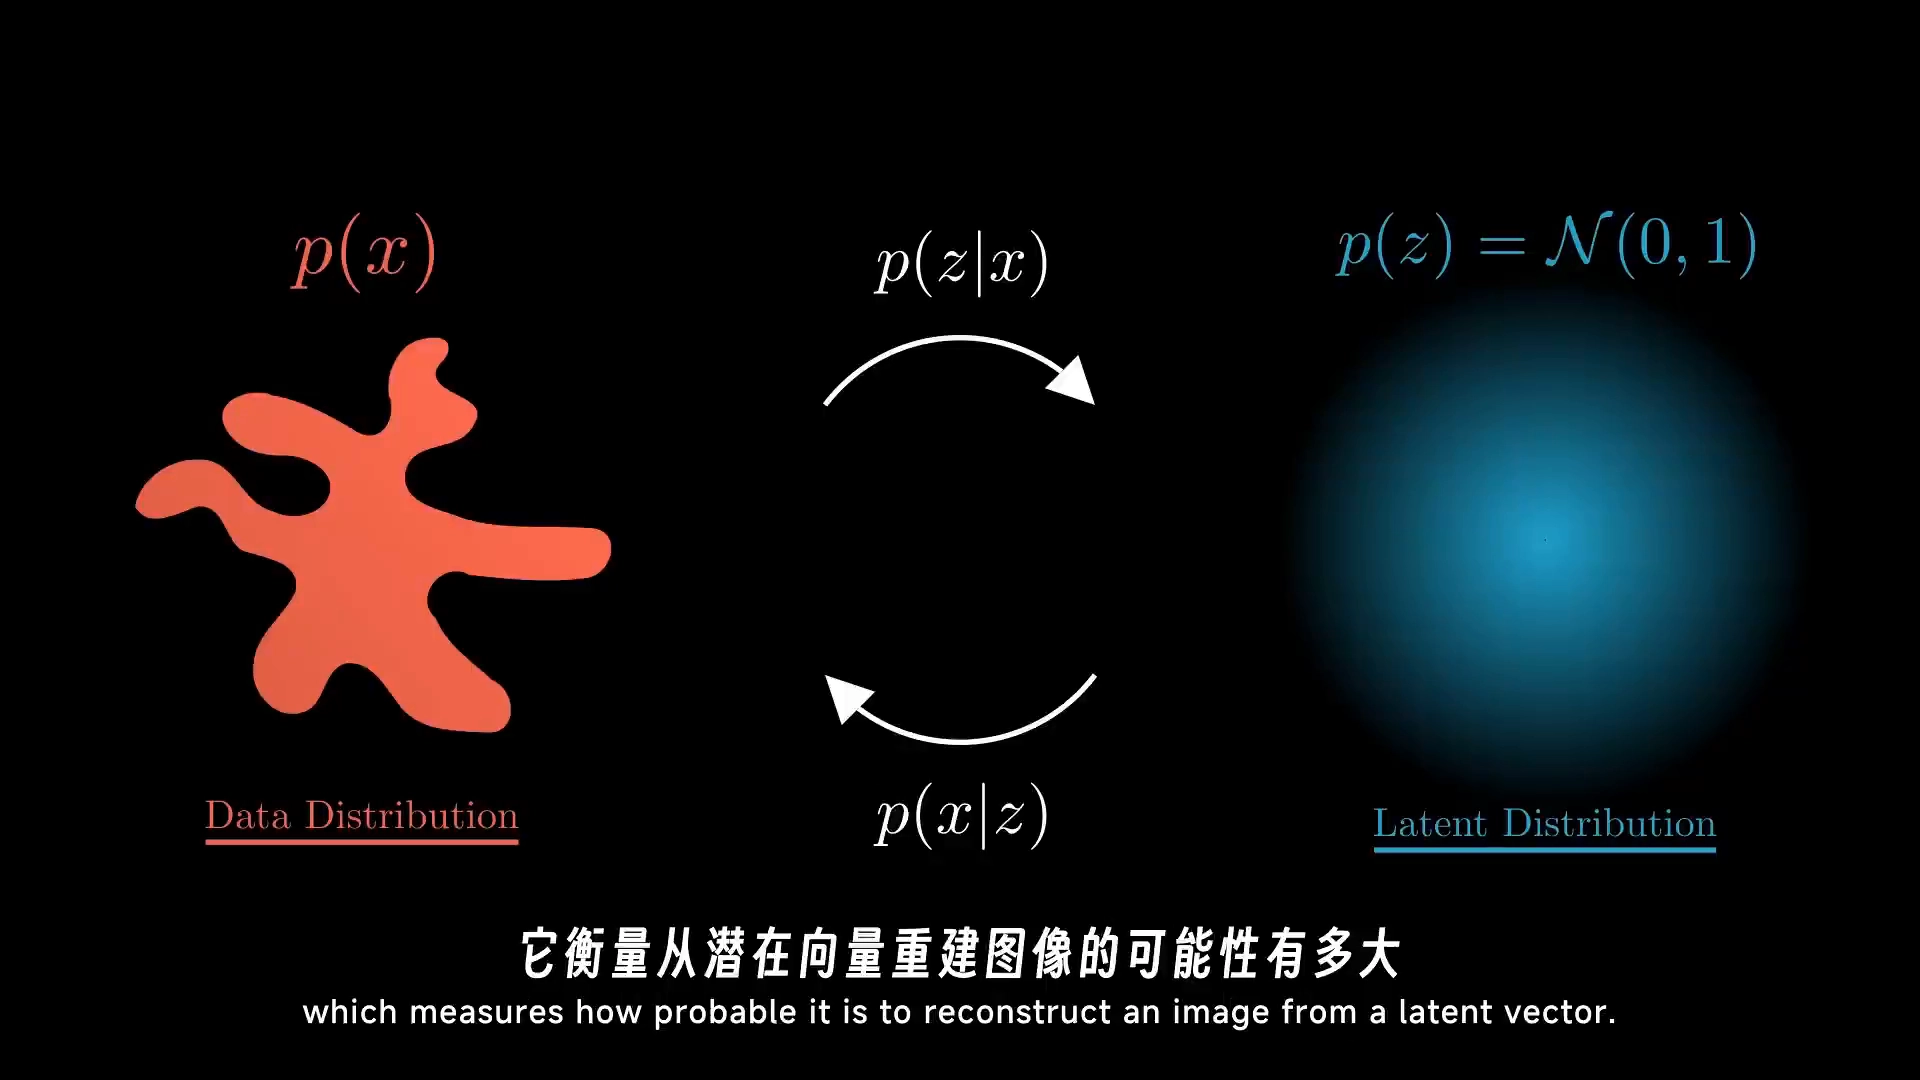 p(x)
p(z|x)
p(z) = 𝒩(0, 1)
p(x|z)
Data Distribution
Latent Distribution
它衡量从潜在向量重建图像的可能性有多大
which measures how probable it is to reconstruct an image from a latent vector.